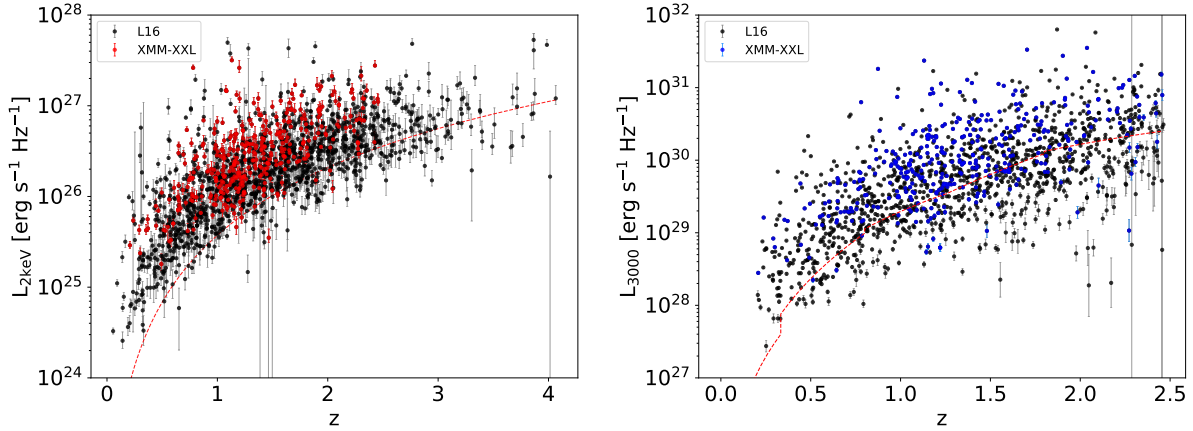 10^28
10^27
10^26
10^25
10^24
L_2keV [erg s^−1 Hz^−1]
L16
XMM-XXL
0
1
2
3
4
z
10^32
10^31
10^30
10^29
10^28
10^27
L_3000 [erg s^−1 Hz^−1]
L16
XMM-XXL
0.0
0.5
1.0
1.5
2.0
2.5
z